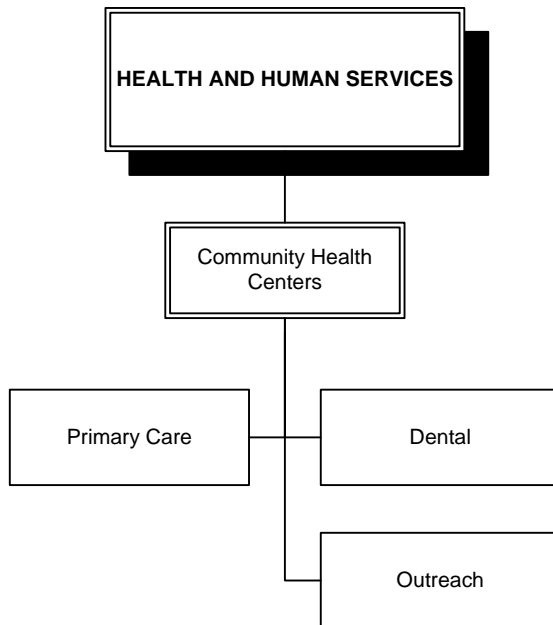 HEALTH AND HUMAN SERVICES
Community Health
Centers
Primary Care
Dental
Outreach